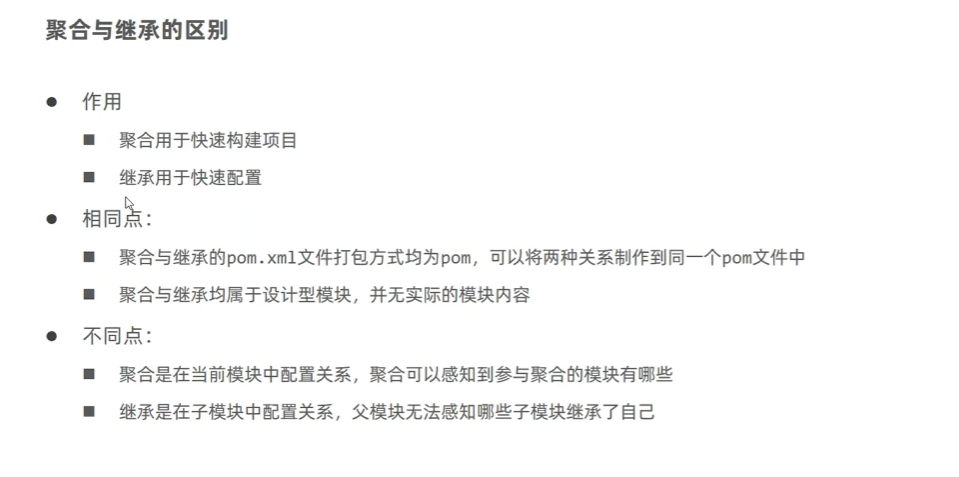 聚合与继承的区别
● 作用
■ 聚合用于快速构建项目
■ 继承用于快速配置
● 相同点：
■ 聚合与继承的pom.xml文件打包方式均为pom，可以将两种关系制作到同一个pom文件中
■ 聚合与继承均属于设计型模块，并无实际的模块内容
● 不同点：
■ 聚合是在当前模块中配置关系，聚合可以感知到参与聚合的模块有哪些
■ 继承是在子模块中配置关系，父模块无法感知哪些子模块继承了自己